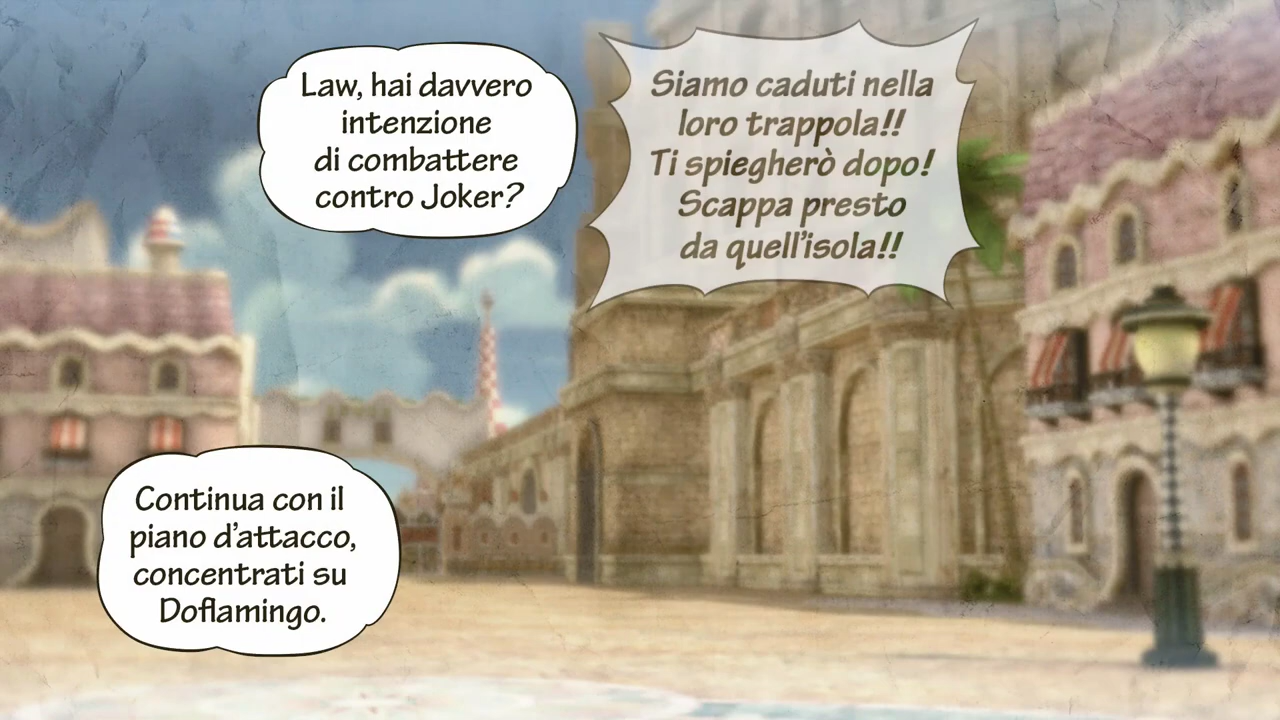 Law, hai davvero
intenzione
di combattere
contro Joker?
Siamo caduti nella
loro trappola!!
Ti spiegherò dopo!
Scappa presto
da quell'isola!!
Continua con il
piano d'attacco,
concentrati su
Doflamingo.